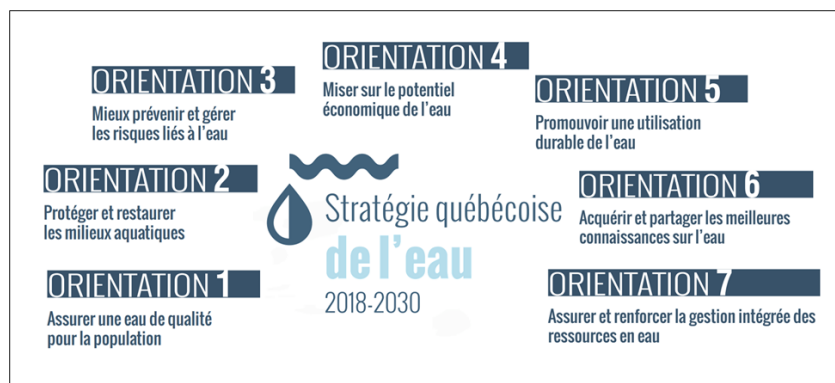 ORIENTATION 1
Assurer une eau de qualité
pour la population
ORIENTATION 2
Protéger et restaurer
les milieux aquatiques
ORIENTATION 3
Mieux prévenir et gérer
les risques liés à l'eau
ORIENTATION 4
Miser sur le potentiel
économique de l'eau
ORIENTATION 5
Promouvoir une utilisation
durable de l'eau
ORIENTATION 6
Acquérir et partager les meilleures
connaissances sur l'eau
ORIENTATION 7
Assurer et renforcer la gestion intégrée des
ressources en eau
Stratégie québécoise
de l'eau
2018-2030